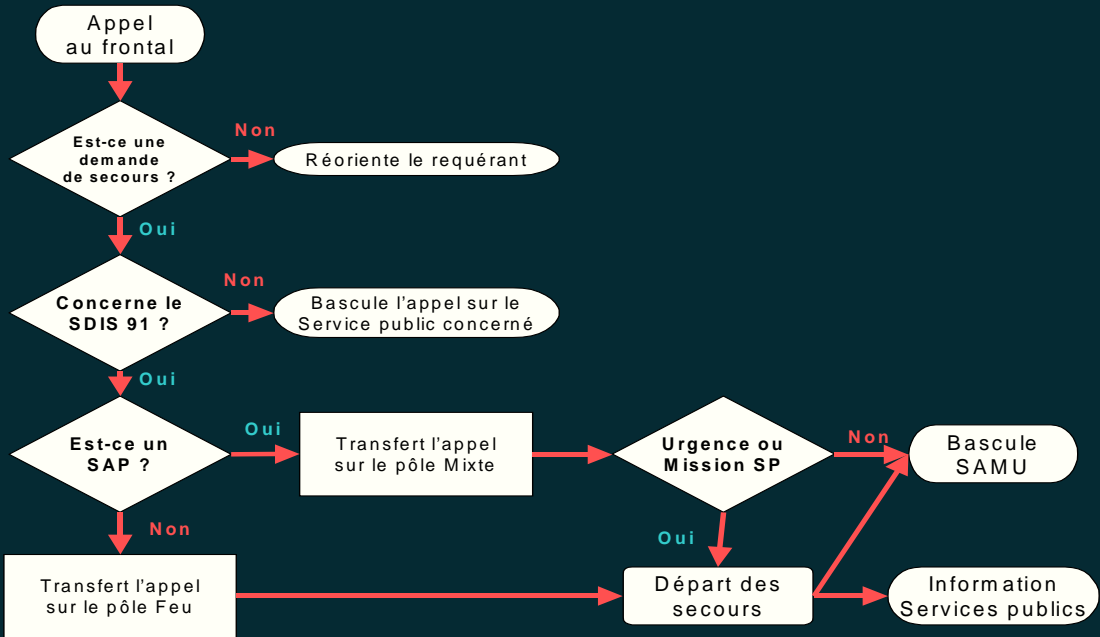 Appel
au frontal
Est-ce une
demande
de secours ?
Non
Réoriente le requérant
Oui
Concerne le
SDIS 91 ?
Non
Bascule l'appel sur le
Service public concerné
Oui
Est-ce un
SAP ?
Oui
Transfert l'appel
sur le pôle Mixte
Urgence ou
Mission SP
Non
Bascule
SAMU
Non
Oui
Transfert l'appel
sur le pôle Feu
Départ des
secours
Information
Services publics